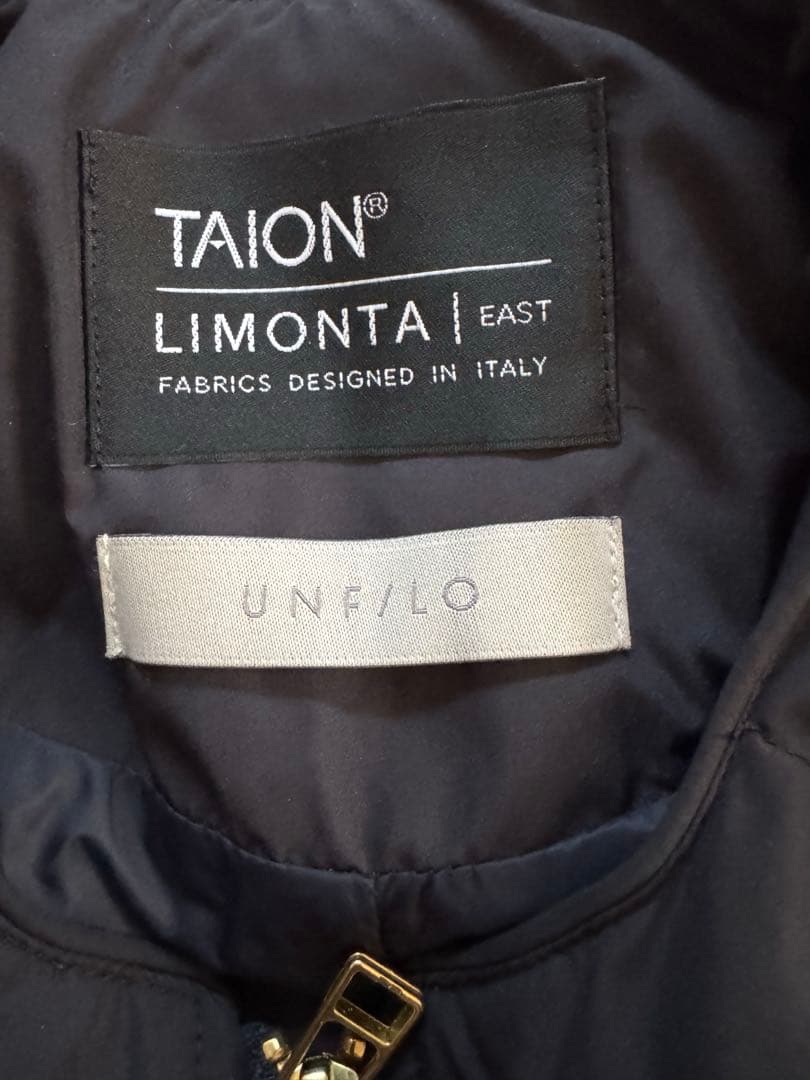 TAION®
LIMONTA | EAST
FABRICS DESIGNED IN ITALY
UNF/LO